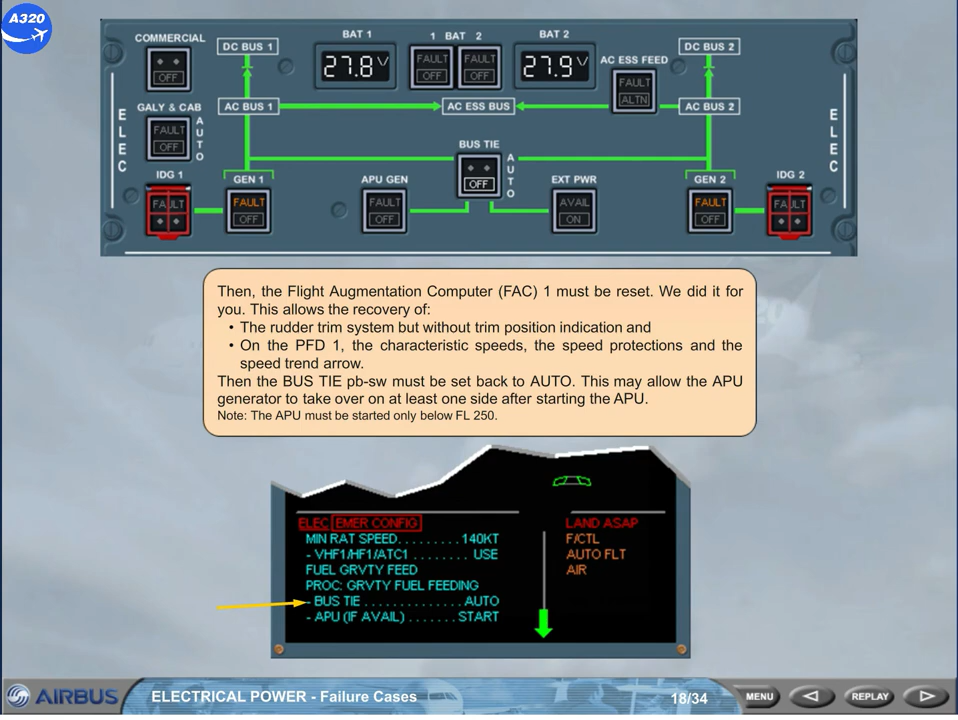 A320
COMMERCIAL
OFF
DC BUS 1
BAT 1
27.8 V
1 BAT 2
FAULT FAULT
OFF OFF
BAT 2
27.9 V
AC ESS FEED
FAULT
ALTN
DC BUS 2
GALY & CAB
FAULT
OFF
AUTO
AC BUS 1
AC ESS BUS
AC BUS 2
ELEC
ELEC
BUS TIE
OFF
AUTO
IDG 1
FAULT
GEN 1
FAULT
OFF
APU GEN
FAULT
OFF
EXT PWR
AVAIL
ON
GEN 2
FAULT
OFF
IDG 2
FAULT
Then, the Flight Augmentation Computer (FAC) 1 must be reset. We did it for
you. This allows the recovery of:
• The rudder trim system but without trim position indication and
• On the PFD 1, the characteristic speeds, the speed protections and the
speed trend arrow.
Then the BUS TIE pb-sw must be set back to AUTO. This may allow the APU
generator to take over on at least one side after starting the APU.
Note: The APU must be started only below FL 250.
ELEC EMER CONFIG
MIN RAT SPEED.........140KT
- VHF1/HF1/ATC1 ........ USE
FUEL GRVTY FEED
PROC: GRVTY FUEL FEEDING
- BUS TIE ..............AUTO
- APU (IF AVAIL) .......START
LAND ASAP
F/CTL
AUTO FLT
AIR
AIRBUS
ELECTRICAL POWER - Failure Cases
18/34
MENU
REPLAY